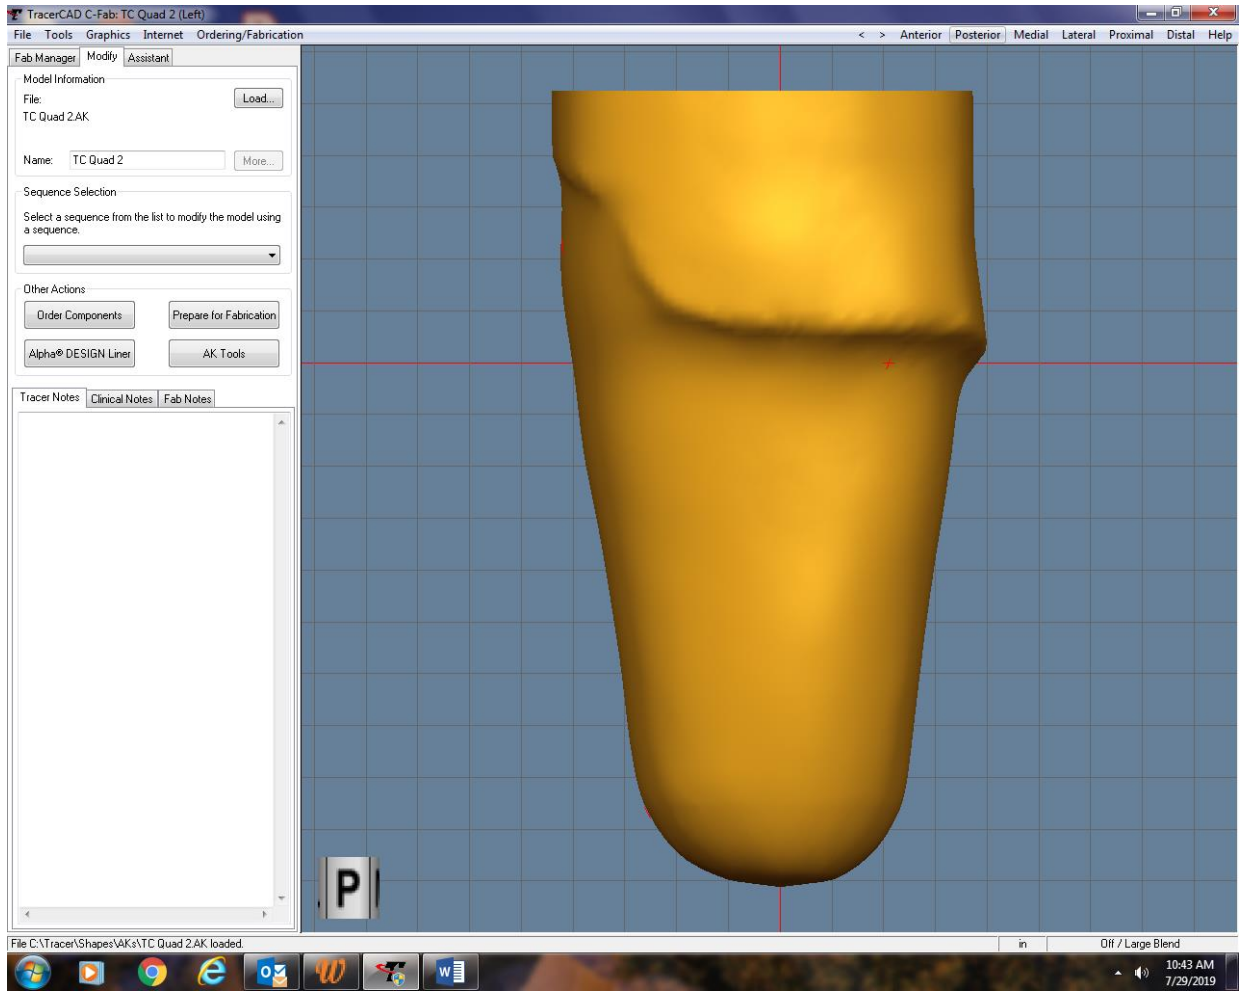 TracerCAD C-Fab: TC Quad 2 (Left)
File Tools Graphics Internet Ordering/Fabrication < > Anterior Posterior Medial Lateral Proximal Distal Help
Fab Manager Modify Assistant
Model Information
File: Load...
TC Quad 2.AK
Name: TC Quad 2 More...
Sequence Selection
Select a sequence from the list to modify the model using
a sequence.
Other Actions
Order Components Prepare for Fabrication
Alpha® DESIGN Liner AK Tools
Tracer Notes Clinical Notes Fab Notes
P
File C:\Tracer\Shapes\AKs\TC Quad 2.AK loaded. in Off / Large Blend
10:43 AM
7/29/2019